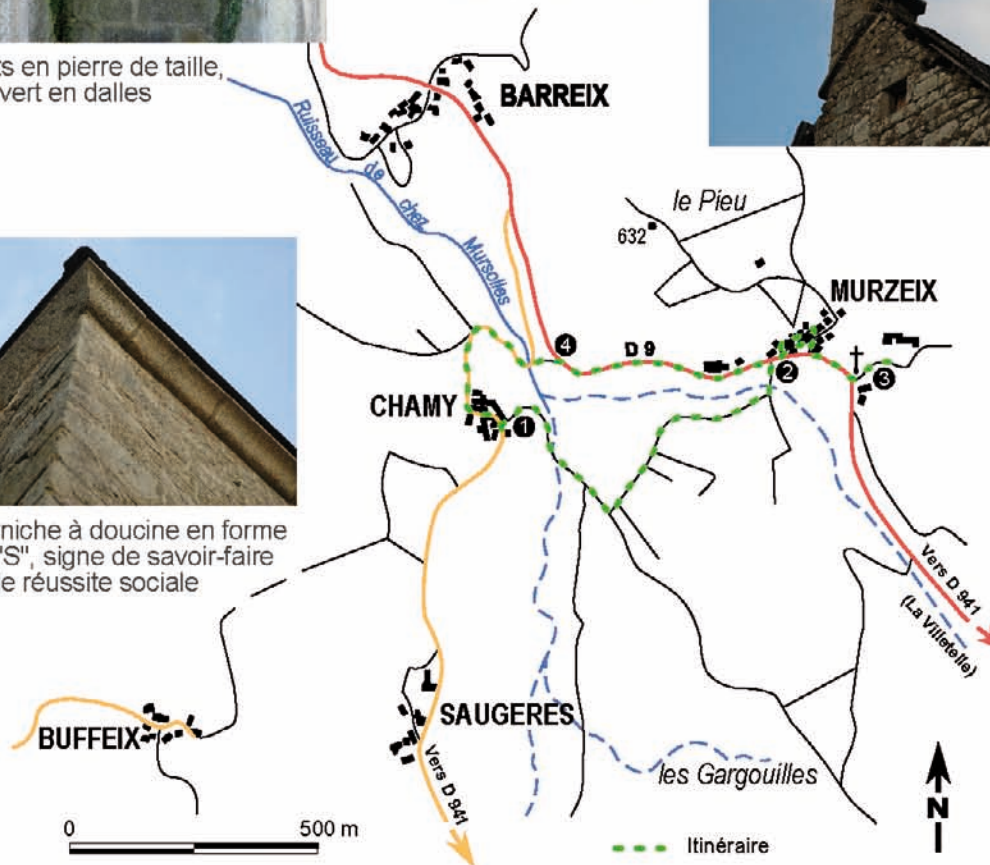 ts en pierre de taille,
vert en dalles
BARREIX
Ruisseau de chez Mursolles
le Pieu
632
MURZEIX
4
D 9
2
3
CHAMY
1
rniche à doucine en forme
"S", signe de savoir-faire
e réussite sociale
Vers D 941
(La Villetelle)
SAUGERES
BUFFEIX
Vers D 941
les Gargouilles
N
0 500 m
Itinéraire